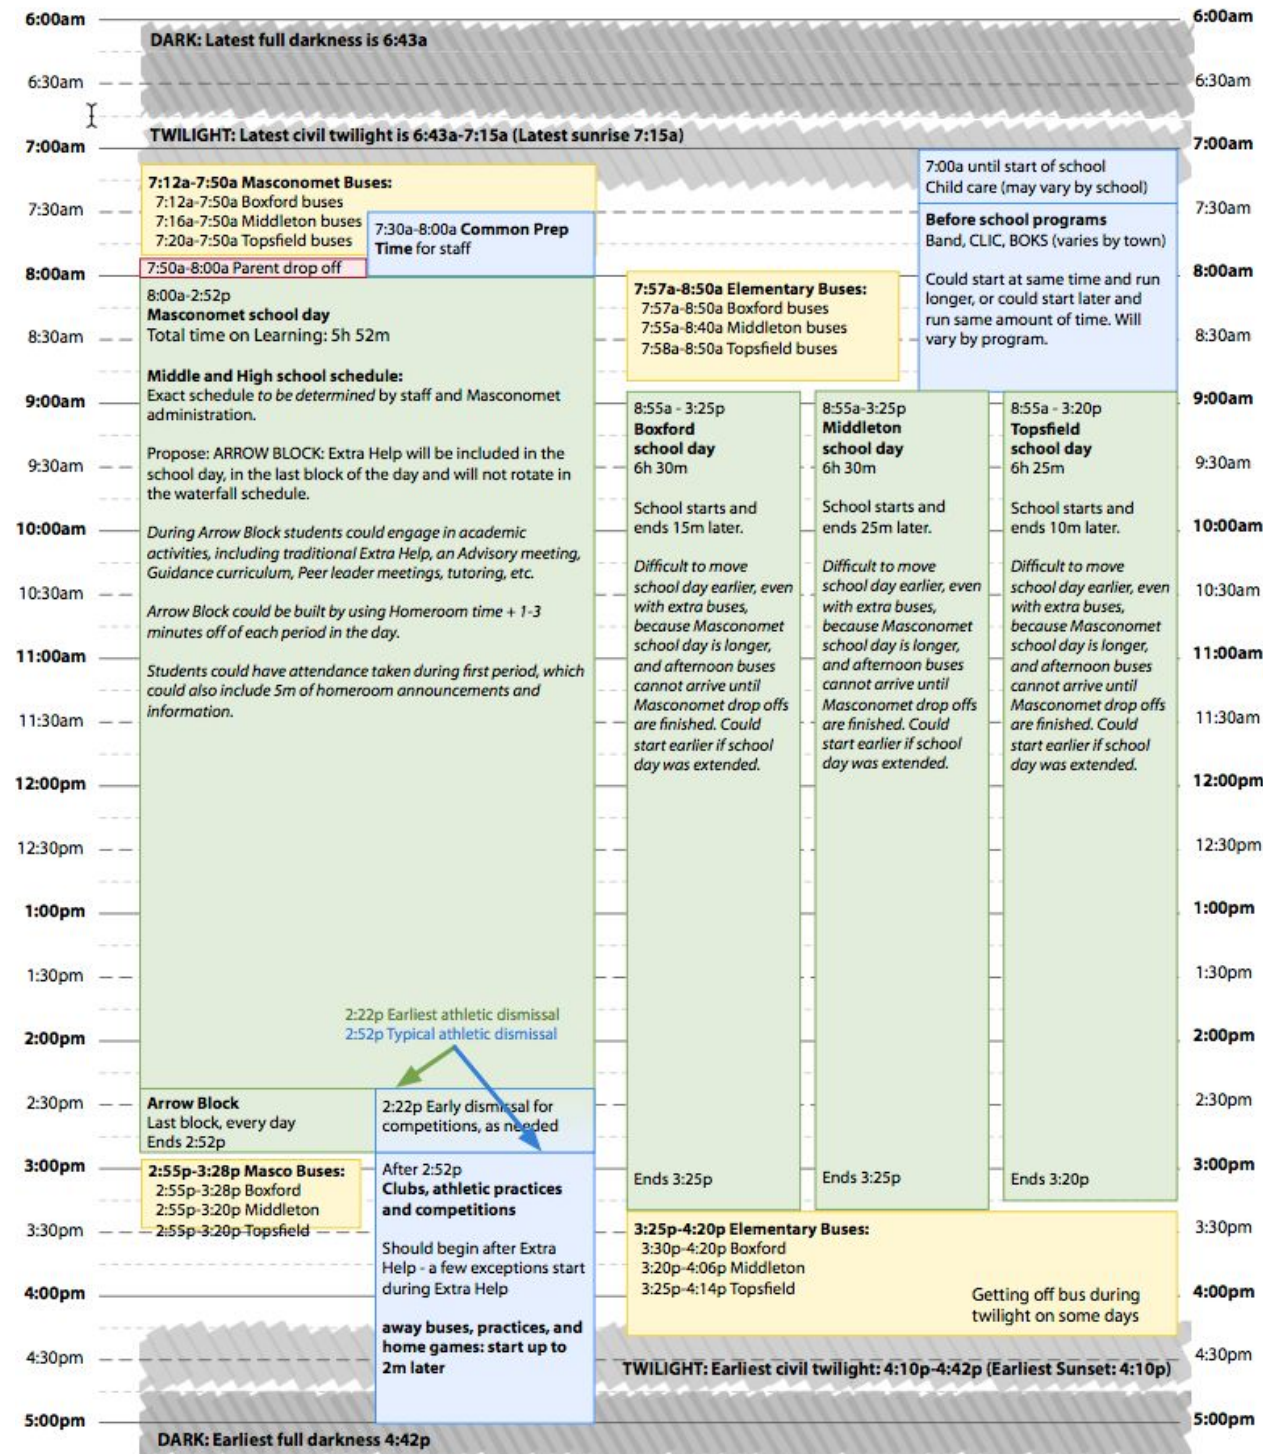 6:00am
6:30am
7:00am
7:30am
8:00am
8:30am
9:00am
9:30am
10:00am
10:30am
11:00am
11:30am
12:00pm
12:30pm
1:00pm
1:30pm
2:00pm
2:30pm
3:00pm
3:30pm
4:00pm
4:30pm
5:00pm
DARK: Latest full darkness is 6:43a
TWILIGHT: Latest civil twilight is 6:43a-7:15a (Latest sunrise 7:15a)
7:12a-7:50a Masconomet Buses:
7:12a-7:50a Boxford buses
7:16a-7:50a Middleton buses
7:20a-7:50a Topsfield buses
7:30a-8:00a Common Prep
Time for staff
7:50a-8:00a Parent drop off
8:00a-2:52p
Masconomet school day
Total time on Learning: 5h 52m
Middle and High school schedule:
Exact schedule to be determined by staff and Masconomet
administration.
Propose: ARROW BLOCK: Extra Help will be included in the
school day, in the last block of the day and will not rotate in
the waterfall schedule.
During Arrow Block students could engage in academic
activities, including traditional Extra Help, an Advisory meeting,
Guidance curriculum, Peer leader meetings, tutoring, etc.
Arrow Block could be built by using Homeroom time + 1-3
minutes off of each period in the day.
Students could have attendance taken during first period, which
could also include 5m of homeroom announcements and
information.
2:22p Earliest athletic dismissal
2:52p Typical athletic dismissal
Arrow Block
Last block, every day
Ends 2:52p
2:22p Early dismissal for
competitions, as needed
2:55p-3:28p Masco Buses:
2:55p-3:28p Boxford
2:55p-3:20p Middleton
2:55p-3:20p Topsfield
After 2:52p
Clubs, athletic practices
and competitions
Should begin after Extra
Help - a few exceptions start
during Extra Help
away buses, practices, and
home games: start up to
2m later
7:57a-8:50a Elementary Buses:
7:57a-8:50a Boxford buses
7:55a-8:40a Middleton buses
7:58a-8:50a Topsfield buses
7:00a until start of school
Child care (may vary by school)
Before school programs
Band, CLIC, BOKS (varies by town)
Could start at same time and run
longer, or could start later and
run same amount of time. Will
vary by program.
8:55a - 3:25p
Boxford
school day
6h 30m
School starts and
ends 15m later.
Difficult to move
school day earlier, even
with extra buses,
because Masconomet
school day is longer,
and afternoon buses
cannot arrive until
Masconomet drop offs
are finished. Could
start earlier if school
day was extended.
Ends 3:25p
8:55a-3:25p
Middleton
school day
6h 30m
School starts and
ends 25m later.
Difficult to move
school day earlier, even
with extra buses,
because Masconomet
school day is longer,
and afternoon buses
cannot arrive until
Masconomet drop offs
are finished. Could
start earlier if school
day was extended.
Ends 3:25p
8:55a - 3:20p
Topsfield
school day
6h 25m
School starts and
ends 10m later.
Difficult to move
school day earlier, even
with extra buses,
because Masconomet
school day is longer,
and afternoon buses
cannot arrive until
Masconomet drop offs
are finished. Could
start earlier if school
day was extended.
Ends 3:20p
3:25p-4:20p Elementary Buses:
3:30p-4:20p Boxford
3:20p-4:06p Middleton
3:25p-4:14p Topsfield
Getting off bus during
twilight on some days
TWILIGHT: Earliest civil twilight: 4:10p-4:42p (Earliest Sunset: 4:10p)
DARK: Earliest full darkness 4:42p
6:00am
6:30am
7:00am
7:30am
8:00am
8:30am
9:00am
9:30am
10:00am
10:30am
11:00am
11:30am
12:00pm
12:30pm
1:00pm
1:30pm
2:00pm
2:30pm
3:00pm
3:30pm
4:00pm
4:30pm
5:00pm